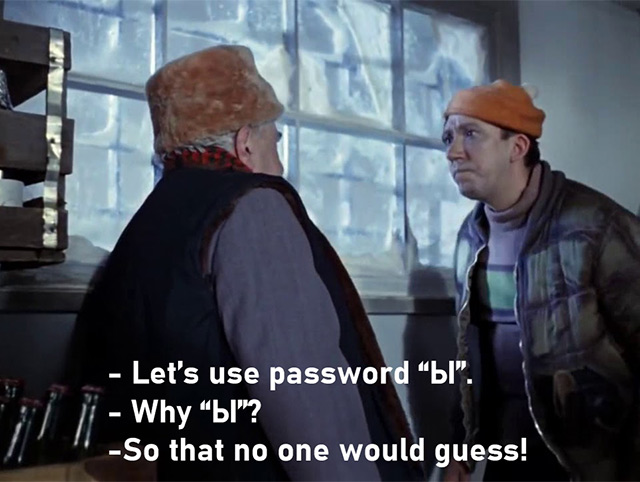 - Let's use password “Ы”.
- Why “Ы”?
-So that no one would guess!